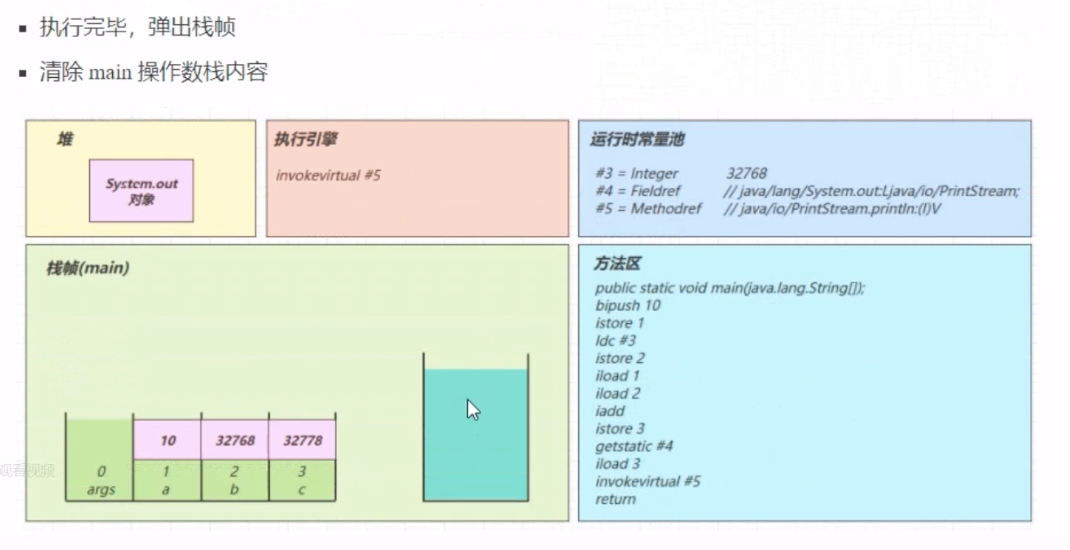 执行完毕，弹出栈帧
清除 main 操作数栈内容
堆
System.out
对象
执行引擎
invokevirtual #5
运行时常量池
#3 = Integer 32768
#4 = Fieldref // java/lang/System.out:Ljava/io/PrintStream;
#5 = Methodref // java/io/PrintStream.println:(I)V
栈帧(main)
10 32768 32778
0 1 2 3
args a b c
观看视频
方法区
public static void main(java.lang.String[]);
bipush 10
istore 1
ldc #3
istore 2
iload 1
iload 2
iadd
istore 3
getstatic #4
iload 3
invokevirtual #5
return